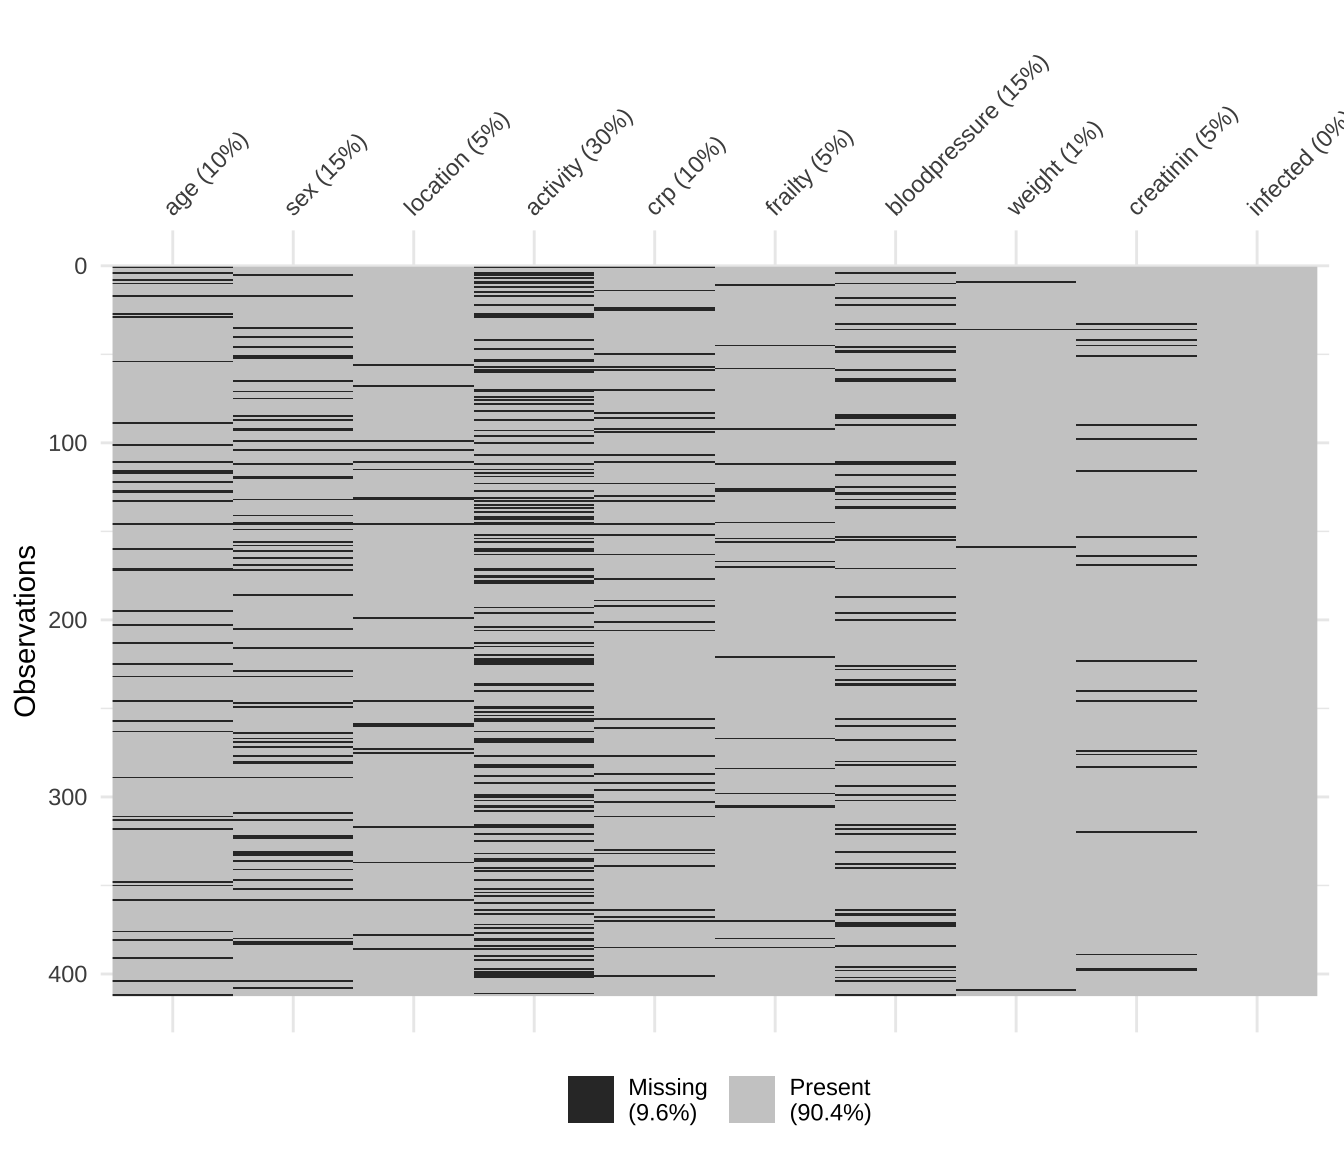 age (10%)
sex (15%)
location (5%)
activity (30%)
crp (10%)
frailty (5%)
bloodpressure (15%)
weight (1%)
creatinin (5%)
infected (0%
0
100
200
300
400
Observations
Missing
(9.6%)
Present
(90.4%)